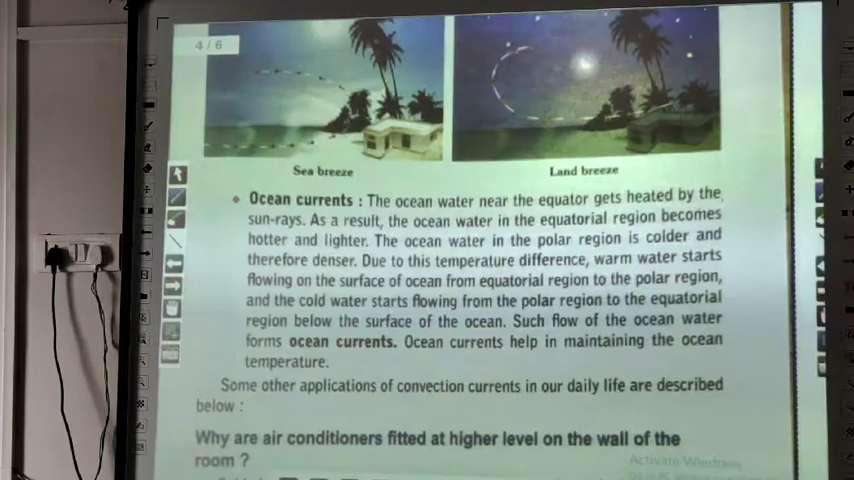 4 / 6
Sea breeze
Land breeze
Ocean currents : The ocean water near the equator gets heated by the
sun-rays. As a result, the ocean water in the equatorial region becomes
hotter and lighter. The ocean water in the polar region is colder and
therefore denser. Due to this temperature difference, warm water starts
flowing on the surface of ocean from equatorial region to the polar region,
and the cold water starts flowing from the polar region to the equatorial
region below the surface of the ocean. Such flow of the ocean water
forms ocean currents. Ocean currents help in maintaining the ocean
temperature.
Some other applications of convection currents in our daily life are described
below :
Why are air conditioners fitted at higher level on the wall of the
room ?
Activate Windows